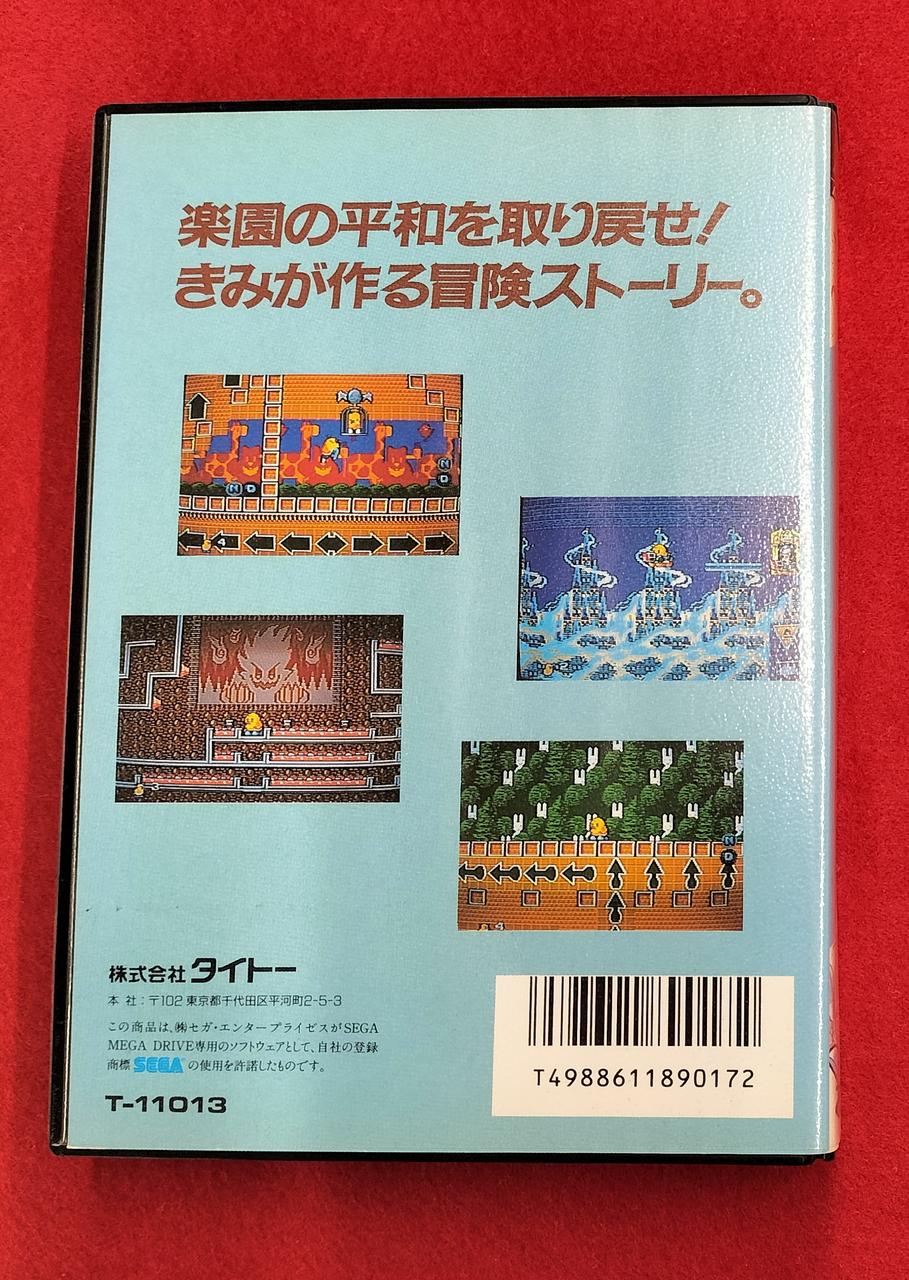 楽園の平和を取り戻せ!
きみが作る冒険ストーリー。
株式会社 タイトー
本 社:〒102 東京都千代田区平河町2-5-3
この商品は、㈱セガ・エンタープライゼスがSEGA
MEGA DRIVE専用のソフトウェアとして、自社の登録
商標 SEGA® の使用を許諾したものです。
T-11013
T4988611890172